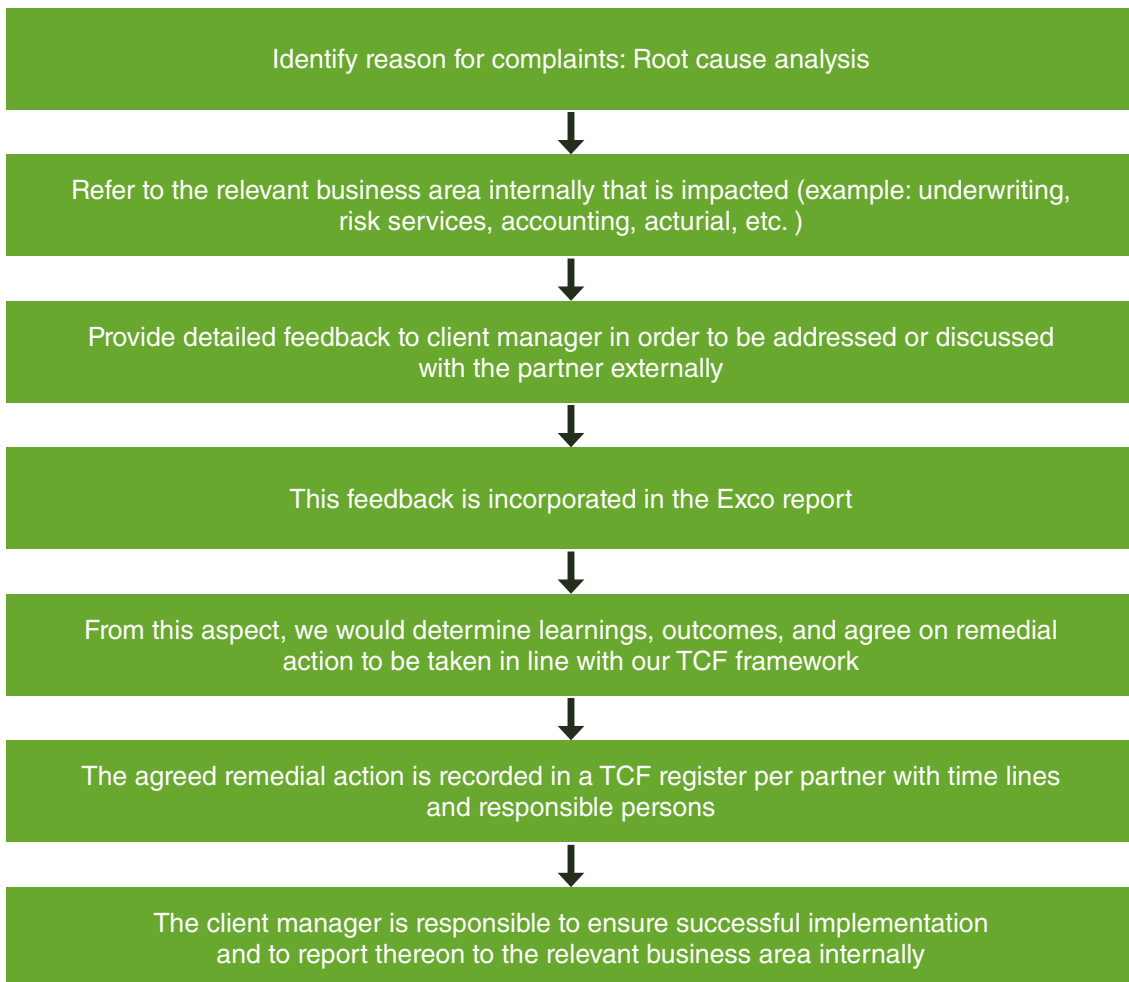 Identify reason for complaints: Root cause analysis
Refer to the relevant business area internally that is impacted (example: underwriting,
risk services, accounting, acturial, etc. )
Provide detailed feedback to client manager in order to be addressed or discussed
with the partner externally
This feedback is incorporated in the Exco report
From this aspect, we would determine learnings, outcomes, and agree on remedial
action to be taken in line with our TCF framework
The agreed remedial action is recorded in a TCF register per partner with time lines
and responsible persons
The client manager is responsible to ensure successful implementation
and to report thereon to the relevant business area internally